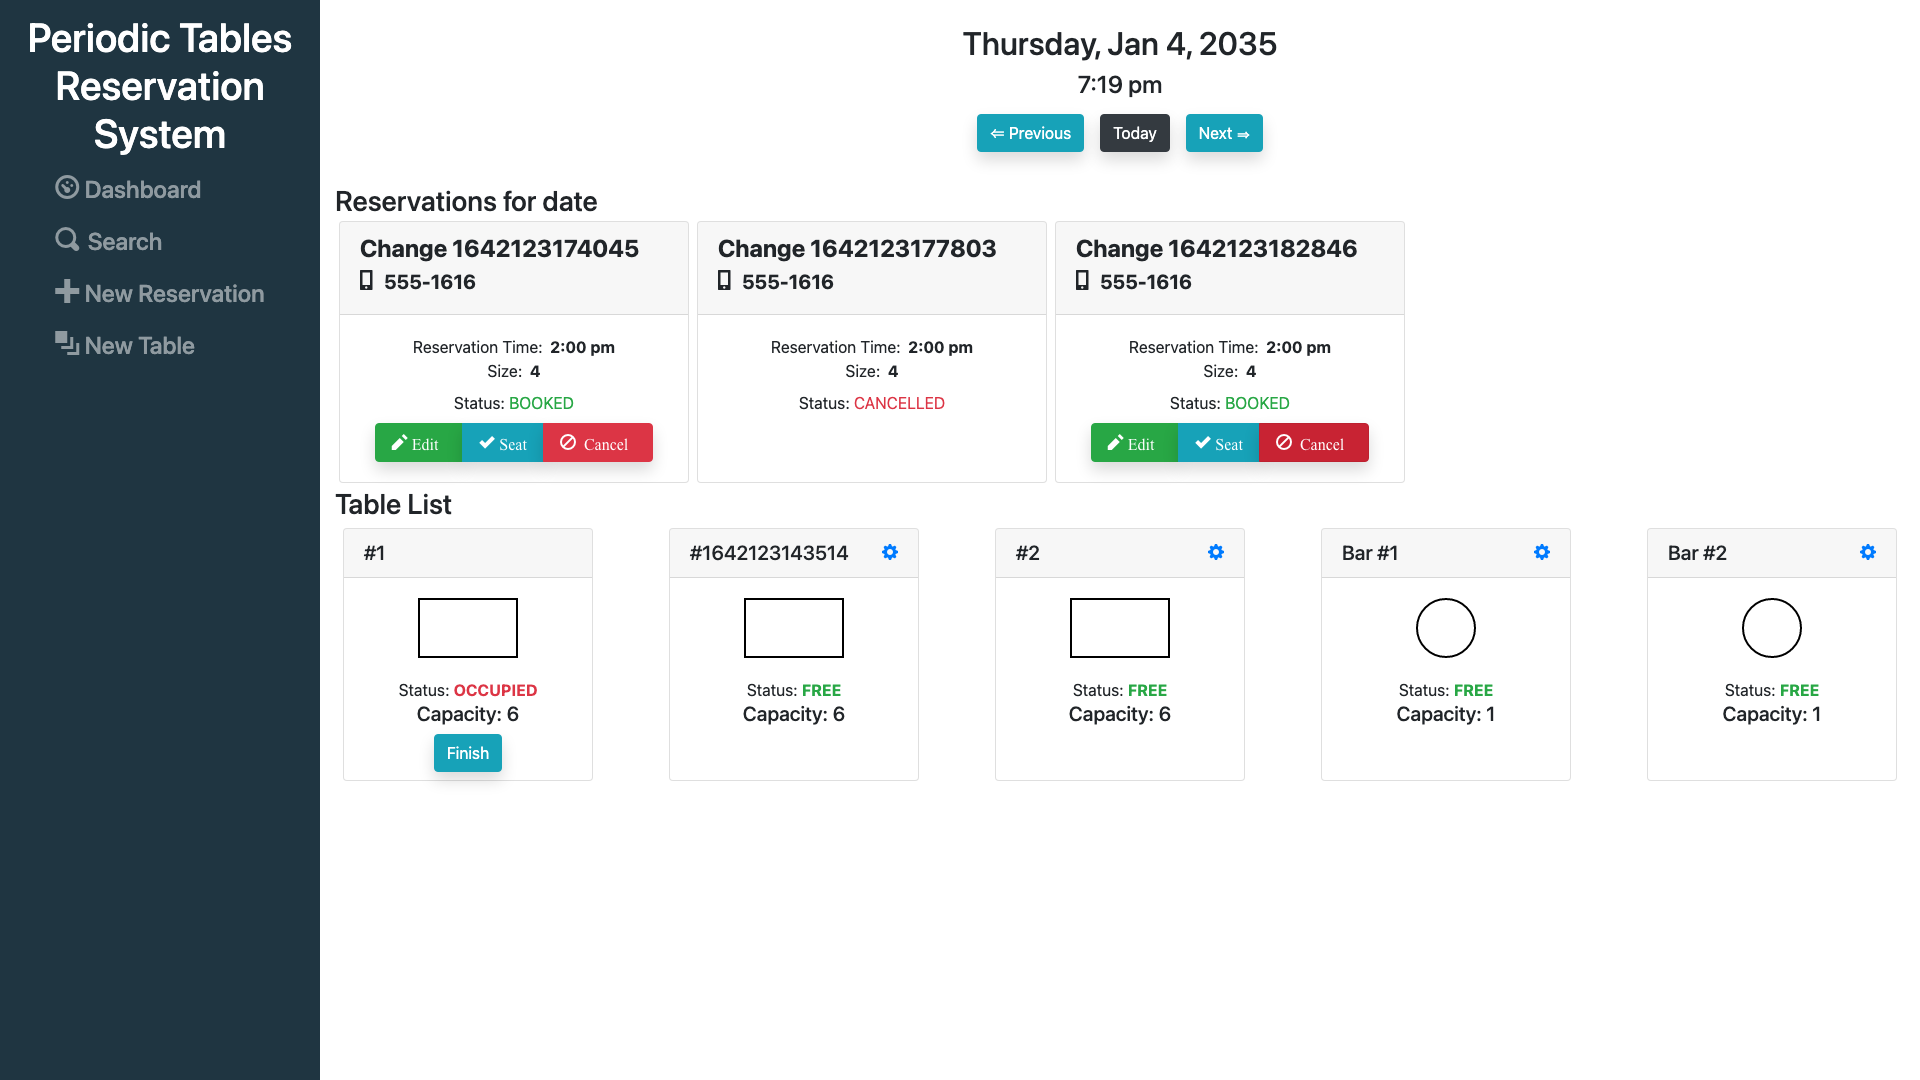 Periodic Tables
Reservation
System
Dashboard
Search
New Reservation
New Table
Thursday, Jan 4, 2035
7:19 pm
⇐ Previous
Today
Next ⇒
Reservations for date
Change 1642123174045
555-1616
Reservation Time: 2:00 pm
Size: 4
Status: BOOKED
Edit
Seat
Cancel
Change 1642123177803
555-1616
Reservation Time: 2:00 pm
Size: 4
Status: CANCELLED
Change 1642123182846
555-1616
Reservation Time: 2:00 pm
Size: 4
Status: BOOKED
Edit
Seat
Cancel
Table List
#1
Status: OCCUPIED
Capacity: 6
Finish
#1642123143514
Status: FREE
Capacity: 6
#2
Status: FREE
Capacity: 6
Bar #1
Status: FREE
Capacity: 1
Bar #2
Status: FREE
Capacity: 1